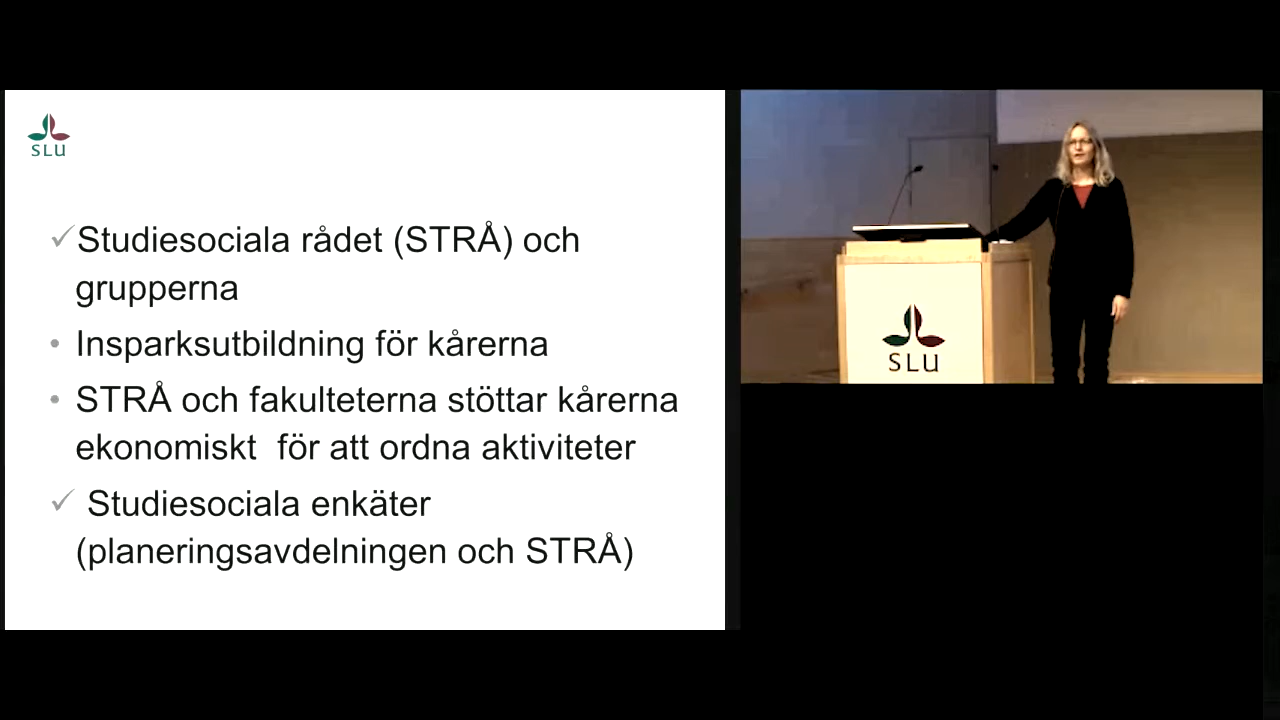 SLU
✓Studiesociala rådet (STRÅ) och
grupperna
• Insparksutbildning för kårerna
• STRÅ och fakulteterna stöttar kårerna
ekonomiskt  för att ordna aktiviteter
✓ Studiesociala enkäter
(planeringsavdelningen och STRÅ)
SLU